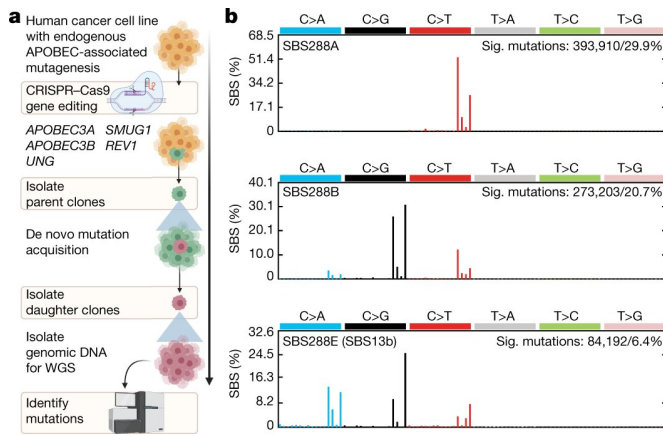 a
Human cancer cell line
with endogenous
APOBEC-associated
mutagenesis
CRISPR–Cas9
gene editing
APOBEC3A SMUG1
APOBEC3B REV1
UNG
Isolate
parent clones
De novo mutation
acquisition
Isolate
daughter clones
Isolate
genomic DNA
for WGS
Identify
mutations
b
C>A C>G C>T T>A T>C T>G
SBS288A Sig. mutations: 393,910/29.9%
SBS (%)
68.5
51.4
34.2
17.1
0
C>A C>G C>T T>A T>C T>G
SBS288B Sig. mutations: 273,203/20.7%
SBS (%)
40.1
30.1
20.1
10.0
0
C>A C>G C>T T>A T>C T>G
SBS288E (SBS13b) Sig. mutations: 84,192/6.4%
SBS (%)
32.6
24.5
16.3
8.2
0